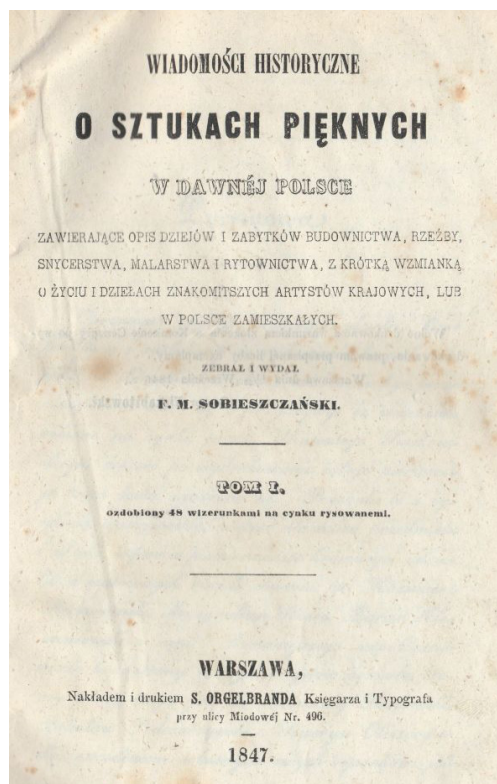 WIADOMOŚCI HISTORYCZNE
O SZTUKACH PIĘKNYCH
W DAWNÉJ POLSCE
ZAWIERAJĄCE OPIS DZIEJÓW I ZABYTKÓW BUDOWNICTWA, RZEŹBY,
SNYCERSTWA, MALARSTWA I RYTOWNICTWA, Z KRÓTKĄ WZMIANKĄ
O ŻYCIU I DZIEŁACH ZNAKOMITSZYCH ARTYSTÓW KRAJOWYCH, LUB
W POLSCE ZAMIESZKAŁYCH.
ZEBRAŁ I WYDAŁ
F. M. SOBIESZCZAŃSKI.
TOM I.
ozdobiony 48 wizerunkami na cynku rysowanemi.
WARSZAWA,
Nakładem i drukiem S. ORGELBRANDA Księgarza i Typografa
przy ulicy Miodowéj Nr. 496.
1847.